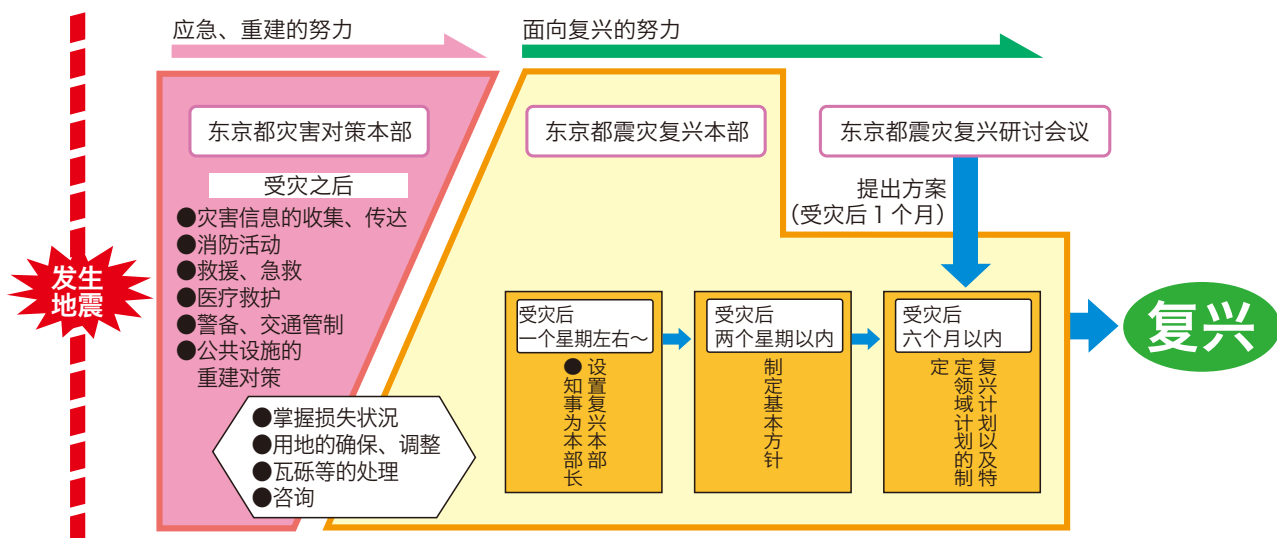 应急、重建的努力
面向复兴的努力
发生
地震
东京都灾害对策本部
受灾之后
●灾害信息的收集、传达
●消防活动
●救援、急救
●医疗救护
●警备、交通管制
●公共设施的
重建对策
●掌握损失状况
●用地的确保、调整
●瓦砾等的处理
●咨询
东京都震灾复兴本部
东京都震灾复兴研讨会议
提出方案
（受灾后１个月）
受灾后
一个星期左右～
设置复兴本部
●知事为本部长
受灾后
两个星期以内
制定基本方针
受灾后
六个月以内
复兴计划以及特
定领域计划的制
定
复兴